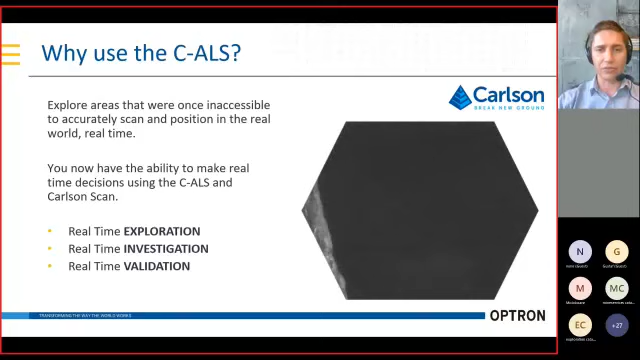 Why use the C-ALS?
Carlson
BREAK NEW GROUND
Explore areas that were once inaccessible
to accurately scan and position in the real
world, real time.
You now have the ability to make real
time decisions using the C-ALS and
Carlson Scan.
• Real Time EXPLORATION
• Real Time INVESTIGATION
• Real Time VALIDATION
TRANSFORMING THE WAY THE WORLD WORKS
OPTRON
N
G
M
MC
EC
+27